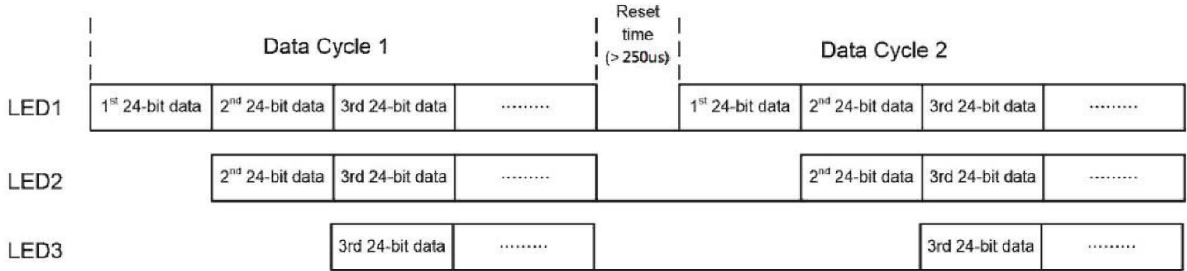 Reset
time
(> 250us)
Data Cycle 1
Data Cycle 2
LED1 1st 24-bit data 2nd 24-bit data 3rd 24-bit data ......... 1st 24-bit data 2nd 24-bit data 3rd 24-bit data .........
LED2 2nd 24-bit data 3rd 24-bit data ......... 2nd 24-bit data 3rd 24-bit data .........
LED3 3rd 24-bit data ......... 3rd 24-bit data .........